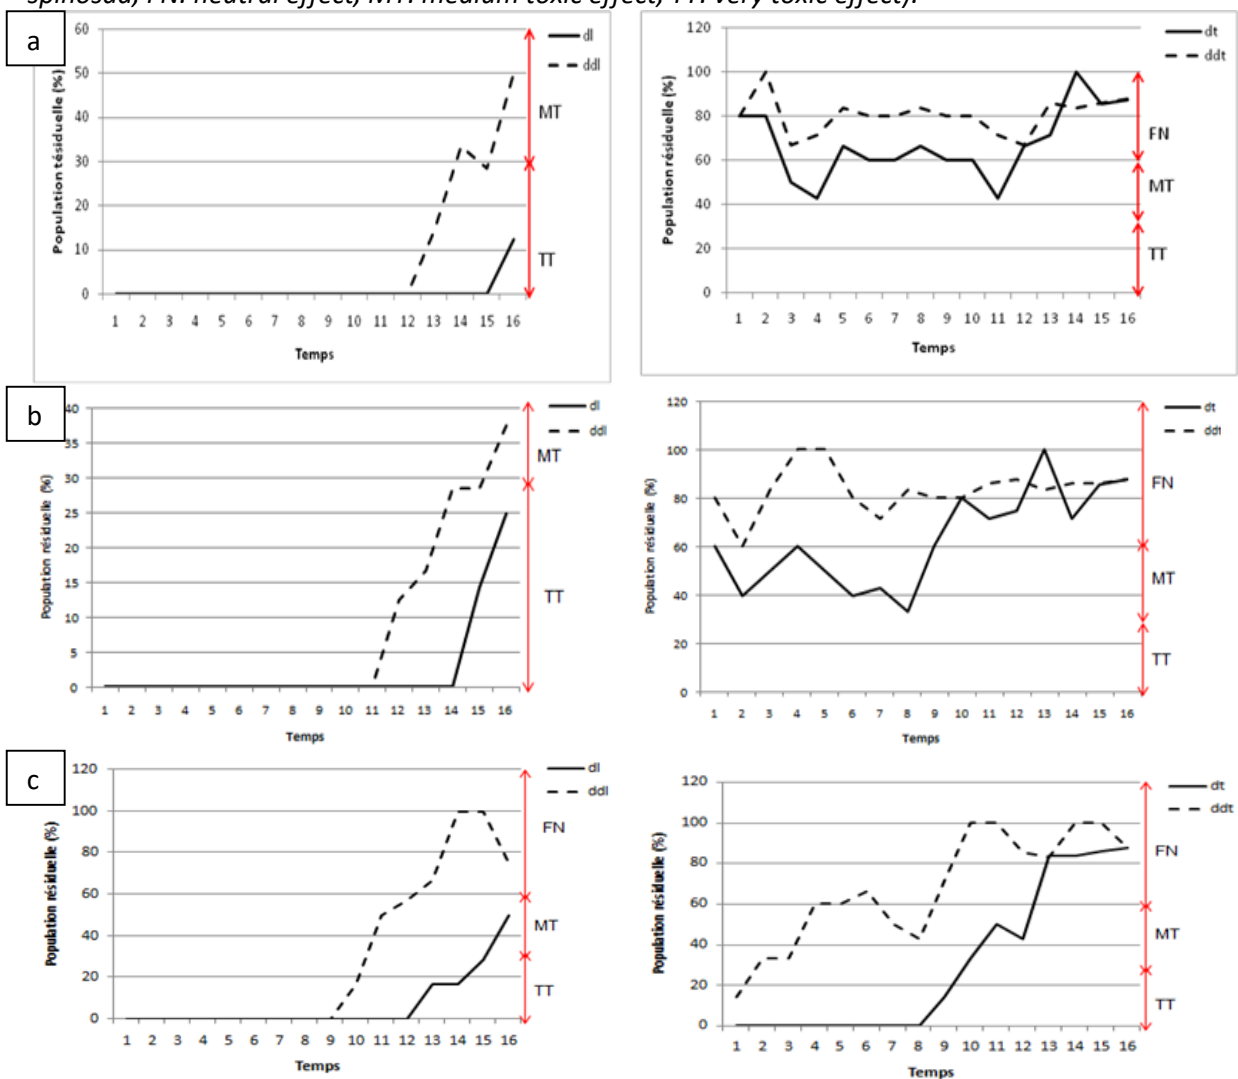 spinosad, FN: neutral effect, MT: medium toxic effect, TT: very toxic effect).
a
60
50
40
30
20
10
0
Population tésiduelle (%)
1 2 3 4 5 6 7 8 9 10 11 12 13 14 15 16
Temps
dl
ddl
MT
TT
120
100
80
60
40
20
0
Population résiduelle (%)
1 2 3 4 5 6 7 8 9 10 11 12 13 14 15 16
Temps
dt
ddt
FN
MT
TT
b
40
35
30
25
20
15
10
5
0
Population résiduelle (%)
1 2 3 4 5 6 7 8 9 10 11 12 13 14 15 16
Temps
dl
ddl
MT
TT
120
100
80
60
40
20
0
Population résiduelle (%)
1 2 3 4 5 6 7 8 9 10 11 12 13 14 15 16
Temps
dt
ddt
FN
MT
TT
c
120
100
80
60
40
20
0
Population résiduelle (%)
1 2 3 4 5 6 7 8 9 10 11 12 13 14 15 16
Temps
dl
ddl
FN
MT
TT
120
100
80
60
40
20
0
Population résiduelle (%)
1 2 3 4 5 6 7 8 9 10 11 12 13 14 15 16
Temps
dt
ddt
FN
MT
TT